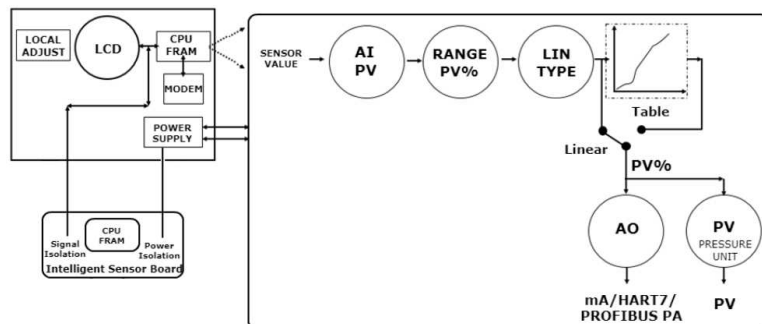 LOCAL
ADJUST
LCD
CPU
FRAM
MODEM
POWER
SUPPLY
CPU
FRAM
Signal
Isolation
Power
Isolation
Intelligent Sensor Board
SENSOR
VALUE
AI
PV
RANGE
PV%
LIN
TYPE
Table
Linear
PV%
AO
PV
PRESSURE
UNIT
mA/HART7/
PROFIBUS PA
PV